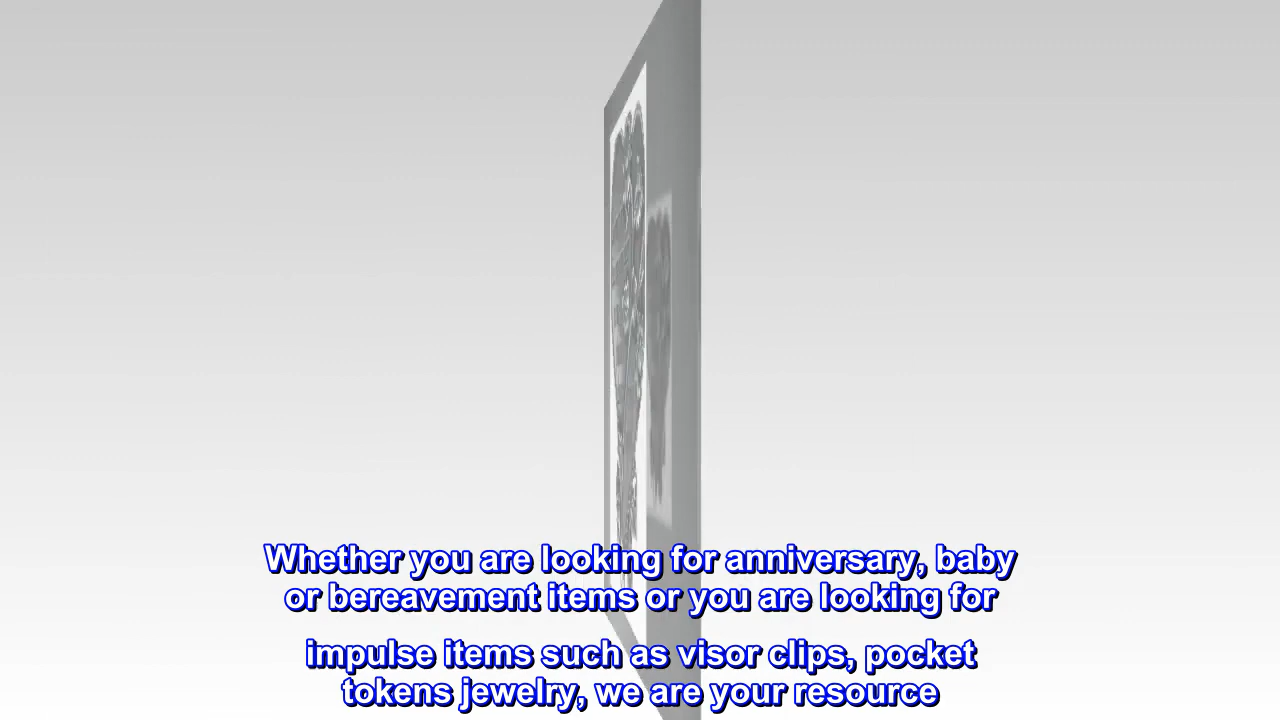 Whether you are looking for anniversary, baby
or bereavement items or you are looking for
impulse items such as visor clips, pocket
tokens jewelry, we are your resource